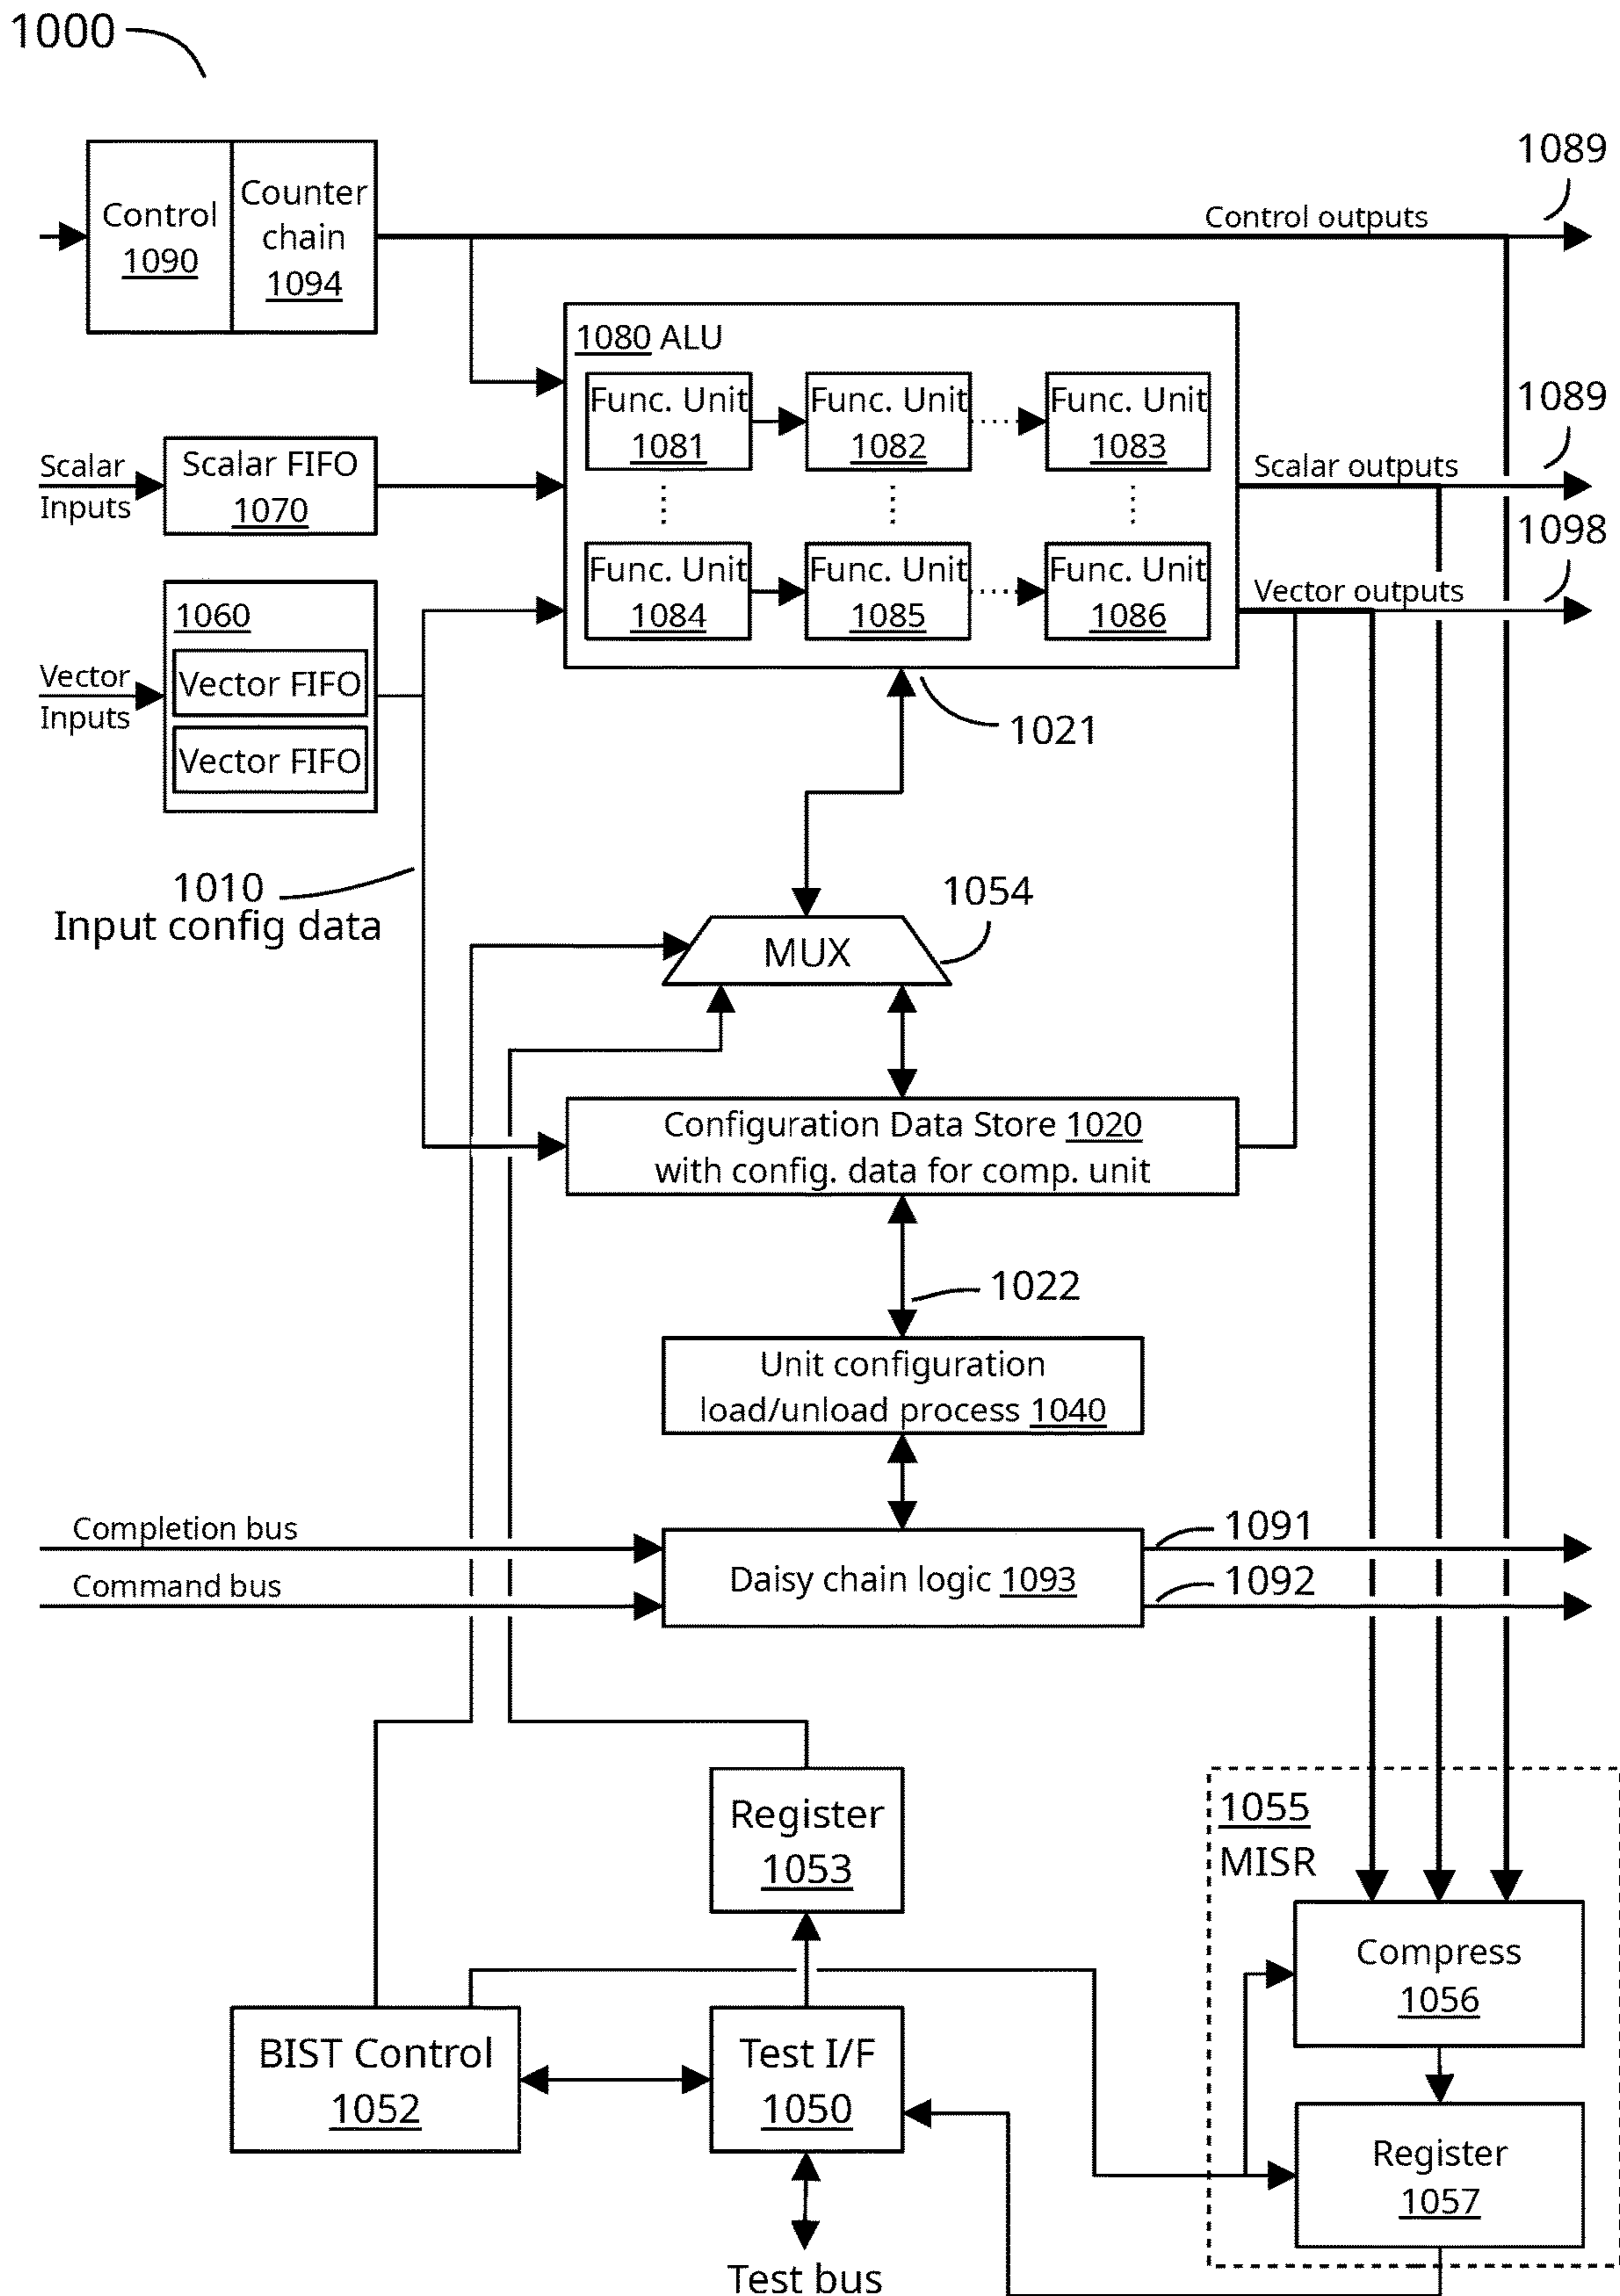 1000
1089
Control
1090
Counter
chain
1094
Control outputs
1080 ALU
Func. Unit
1081
Func. Unit
1082
Func. Unit
1083
1089
Scalar
Inputs
Scalar FIFO
1070
Scalar outputs
1098
Func. Unit
1084
Func. Unit
1085
Func. Unit
1086
Vector outputs
1060
Vector
Inputs
Vector FIFO
Vector FIFO
1021
1010
Input config data
1054
MUX
Configuration Data Store 1020
with config. data for comp. unit
1022
Unit configuration
load/unload process 1040
Completion bus
Command bus
Daisy chain logic 1093
1091
1092
Register
1053
1055
MISR
Compress
1056
BIST Control
1052
Test I/F
1050
Register
1057
Test bus